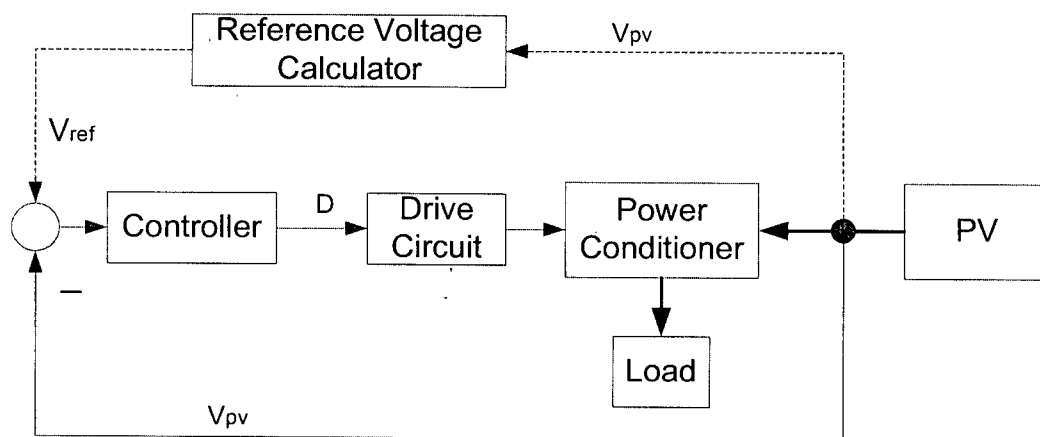 Reference Voltage
Calculator
Vpv
Vref
Controller
D
Drive
Circuit
Power
Conditioner
PV
–
Load
Vpv